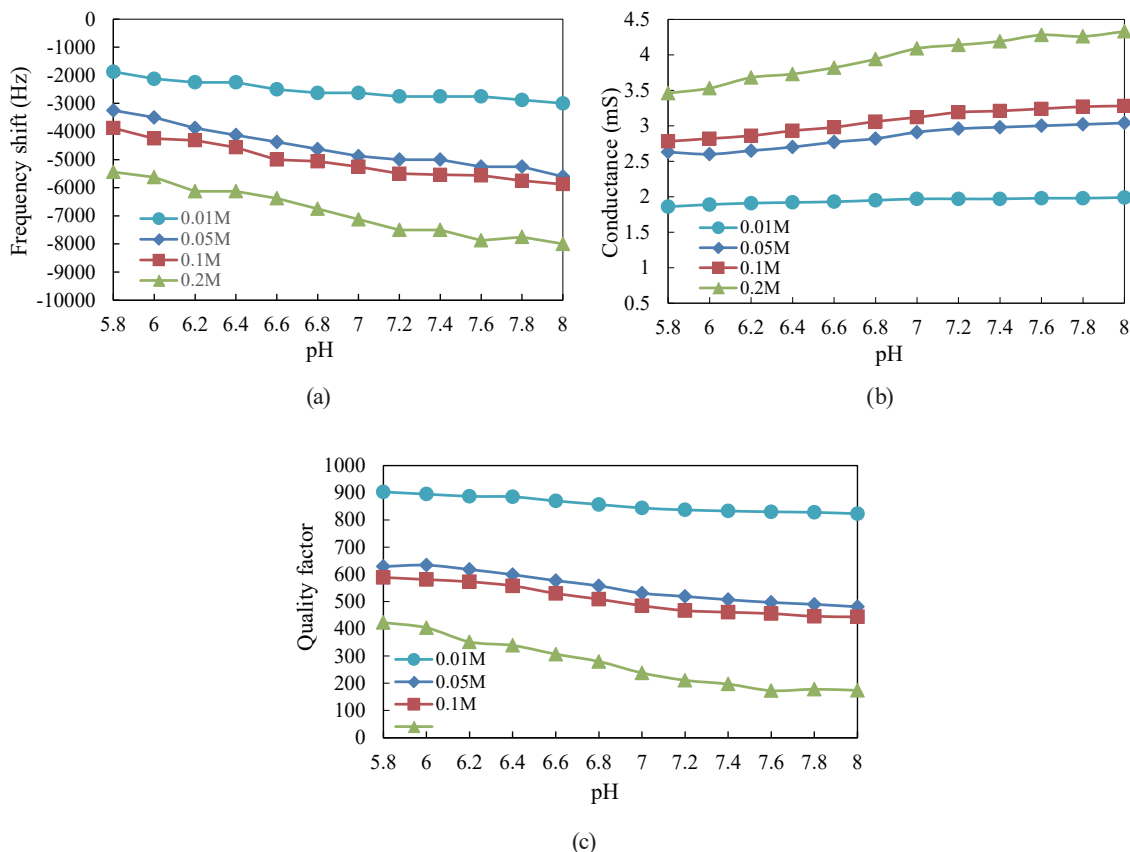 0
-1000
-2000
-3000
-4000
-5000
-6000
-7000
-8000
-9000
-10000
Frequency shift (Hz)
0.01M
0.05M
0.1M
0.2M
5.8 6 6.2 6.4 6.6 6.8 7 7.2 7.4 7.6 7.8 8
pH
(a)
4.5
4
3.5
3
2.5
2
1.5
1
0.5
Conductance (mS)
0.01M
0.05M
0.1M
0.2M
5.8 6 6.2 6.4 6.6 6.8 7 7.2 7.4 7.6 7.8 8
pH
(b)
1000
900
800
700
600
500
400
300
200
100
0
Quality factor
0.01M
0.05M
0.1M
5.8 6 6.2 6.4 6.6 6.8 7 7.2 7.4 7.6 7.8 8
pH
(c)